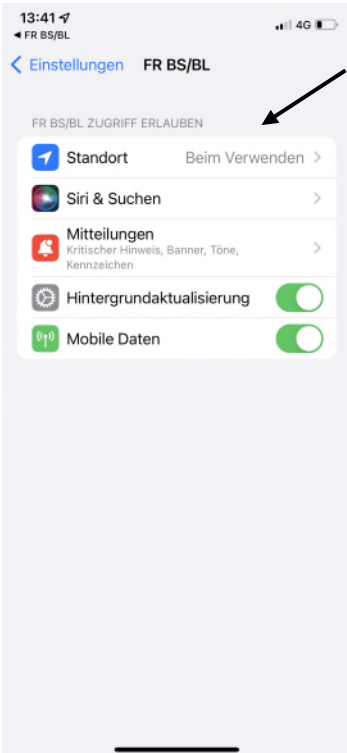 13:41
4G
◀ FR BS/BL
Einstellungen FR BS/BL
FR BS/BL ZUGRIFF ERLAUBEN
Standort Beim Verwenden
Siri & Suchen
Mitteilungen
Kritischer Hinweis, Banner, Töne,
Kennzeichen
Hintergrundaktualisierung
Mobile Daten